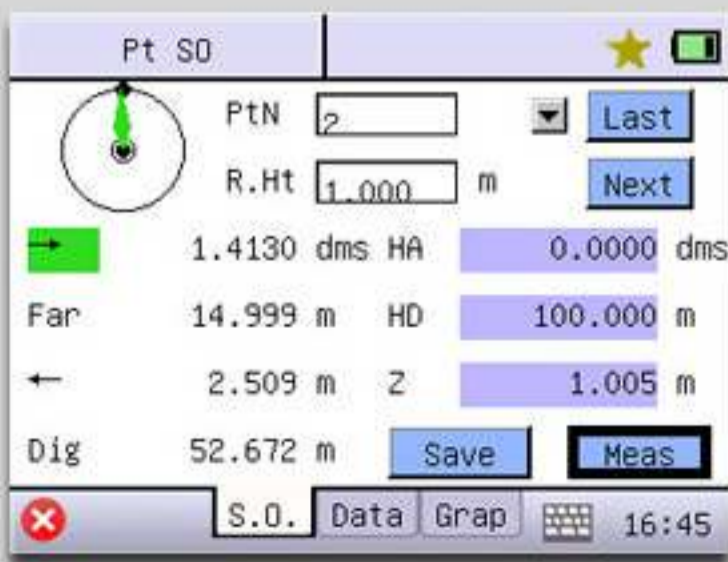 Pt SO
PtN 2 Last
R.Ht 1.000 m Next
→ 1.4130 dms HA 0.0000 dms
Far 14.999 m HD 100.000 m
← 2.509 m Z 1.005 m
Dig 52.672 m Save Meas
S.O. Data Grap 16:45